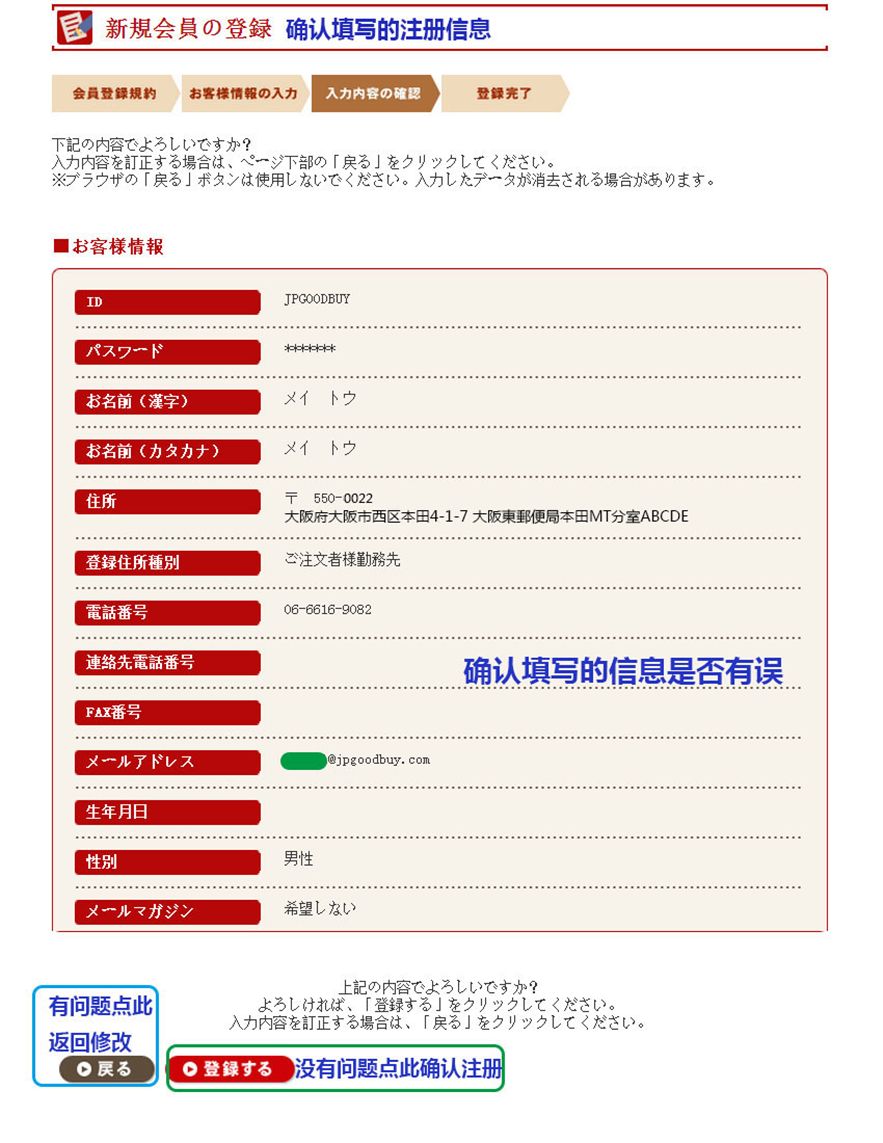 新規会員の登録 确认填写的注册信息
会員登録規約 お客様情報の入力 入力内容の確認 登録完了
下記の内容でよろしいですか?
入力内容を訂正する場合は、ページ下部の「戻る」をクリックしてください。
※ブラウザの「戻る」ボタンは使用しないでください。入力したデータが消去される場合があります。
■お客様情報
ID JPGOODBUY
パスワード *******
お名前（漢字） メイ　トウ
お名前（カタカナ） メイ　トウ
住所 〒　550-0022
大阪府大阪市西区本田4-1-7 大阪東郵便局本田MT分室ABCDE
登録住所種別 ご注文者様勤務先
電話番号 06-6616-9082
連絡先電話番号
确认填写的信息是否有误
FAX番号
メールアドレス @jpgoodbuy.com
生年月日
性別 男性
メールマガジン 希望しない
上記の内容でよろしいですか?
よろしければ、「登録する」をクリックしてください。
入力内容を訂正する場合は、「戻る」をクリックしてください。
有问题点此
返回修改
戻る
登録する 没有问题点此确认注册